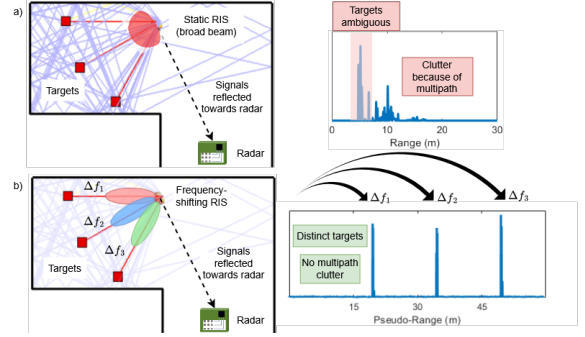 a)
Static RIS
(broad beam)
Targets
Signals
reflected
towards radar
Radar
Targets
ambiguous
Clutter
because of
multipath
0
10
20
30
Range (m)
b)
Δf1
Δf2
Δf3
Frequency-
shifting RIS
Targets
Signals
reflected
towards radar
Radar
Δf1
Δf2
Δf3
Distinct targets
No multipath
clutter
15
30
45
Pseudo-Range (m)